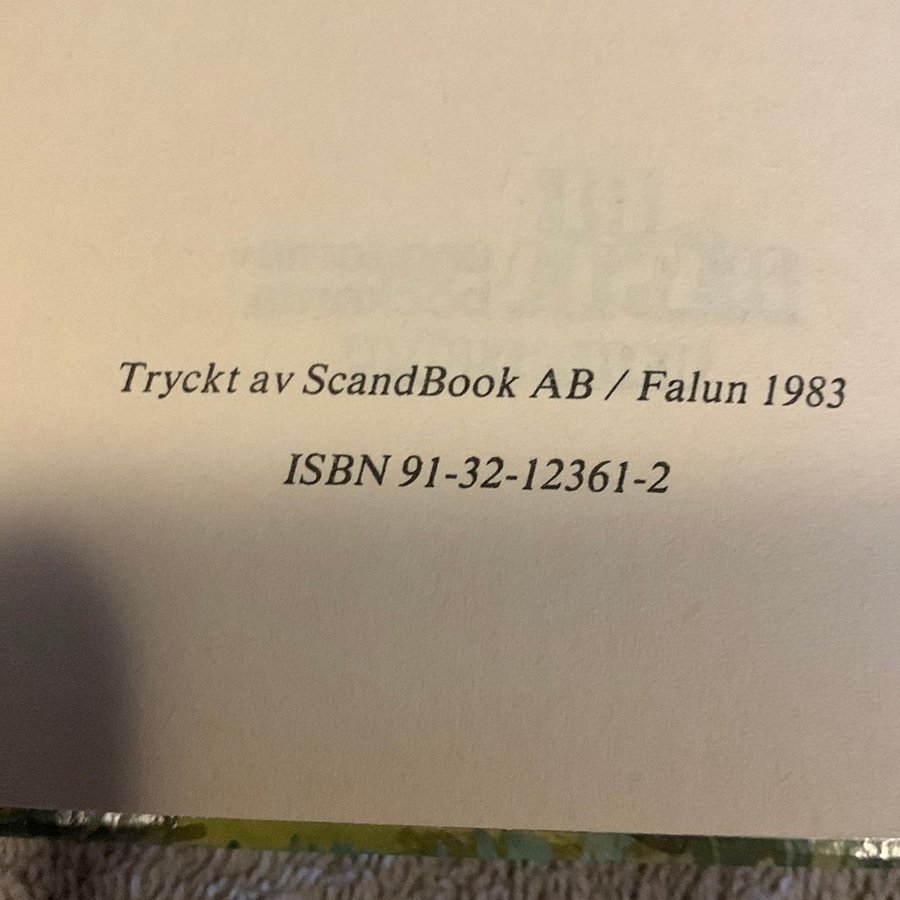 Tryckt av ScandBook AB / Falun 1983
ISBN 91-32-12361-2